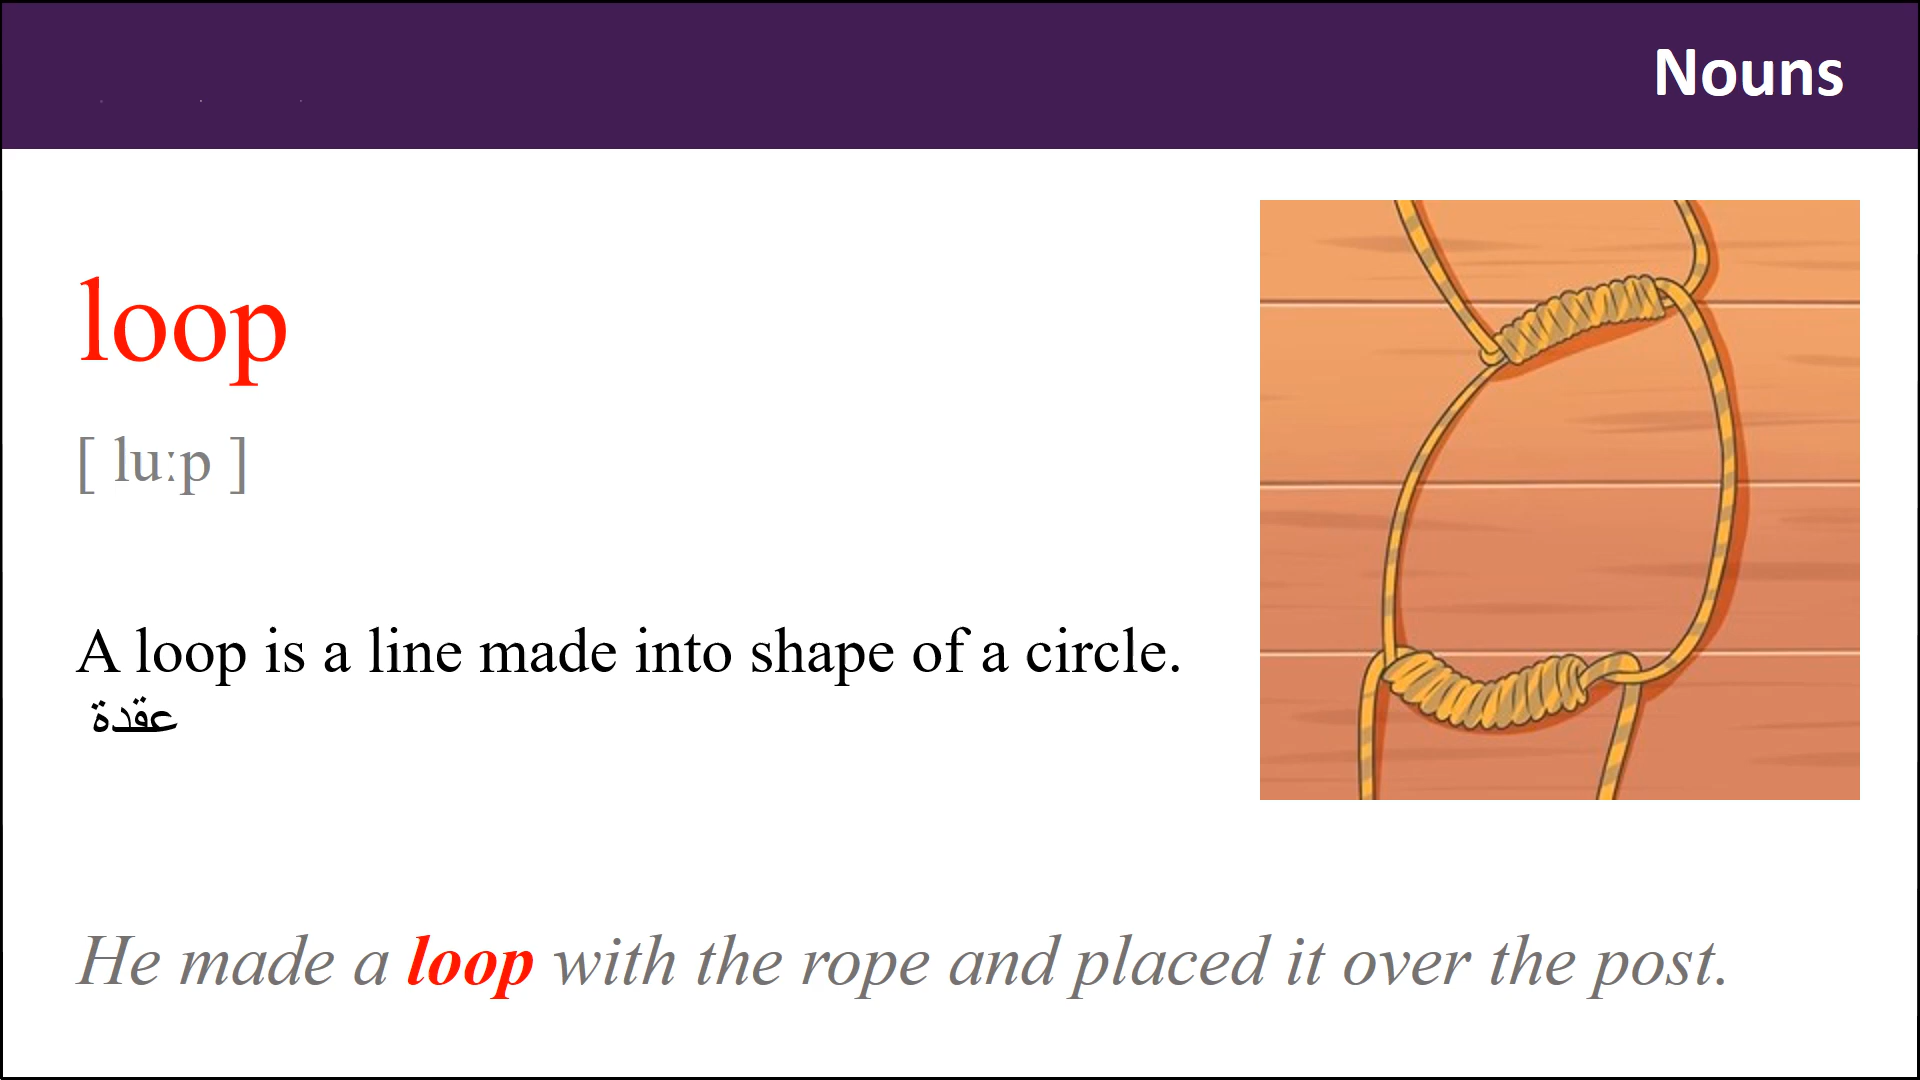 Nouns
loop
[ luːp ]
A loop is a line made into shape of a circle.
عقدة
He made a loop with the rope and placed it over the post.